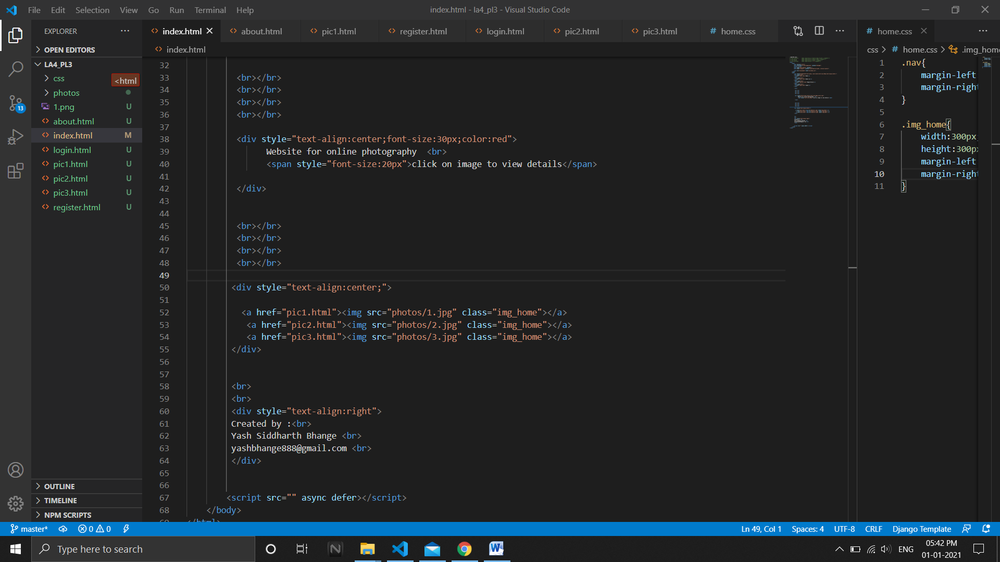 File Edit Selection View Go Run Terminal Help
index.html - la4_pl3 - Visual Studio Code
EXPLORER
index.html
about.html
pic1.html
register.html
login.html
pic2.html
pic3.html
# home.css
# home.css
OPEN EDITORS
LA4_PL3
css
<html
photos
1.png U
about.html U
index.html M
login.html U
pic1.html U
pic2.html U
pic3.html U
register.html U
13
OUTLINE
TIMELINE
NPM SCRIPTS
index.html
32
33 <br></br>
34 <br></br>
35 <br></br>
36 <br></br>
37
38 <div style="text-align:center;font-size:30px;color:red">
39 Website for online photography <br>
40 <span style="font-size:20px">click on image to view details</span>
41
42 </div>
43
44
45 <br></br>
46 <br></br>
47 <br></br>
48 <br></br>
49
50 <div style="text-align:center;">
51
52 <a href="pic1.html"><img src="photos/1.jpg" class="img_home"></a>
53 <a href="pic2.html"><img src="photos/2.jpg" class="img_home"></a>
54 <a href="pic3.html"><img src="photos/3.jpg" class="img_home"></a>
55 </div>
56
57
58 <br>
59 <br>
60 <div style="text-align:right">
61 Created by :<br>
62 Yash Siddharth Bhange <br>
63 yashbhange888@gmail.com <br>
64 </div>
65
66
67 <script src="" async defer></script>
68 </body>
css > # home.css > .img_home
1 .nav{
2 margin-left
3 margin-right
4 }
5
6 .img_home{
7 width:300px
8 height:300px
9 margin-left
10 margin-right
11 }
master* 0 0
Ln 49, Col 1 Spaces: 4 UTF-8 CRLF Django Template
Type here to search
ENG
05:42 PM
01-01-2021